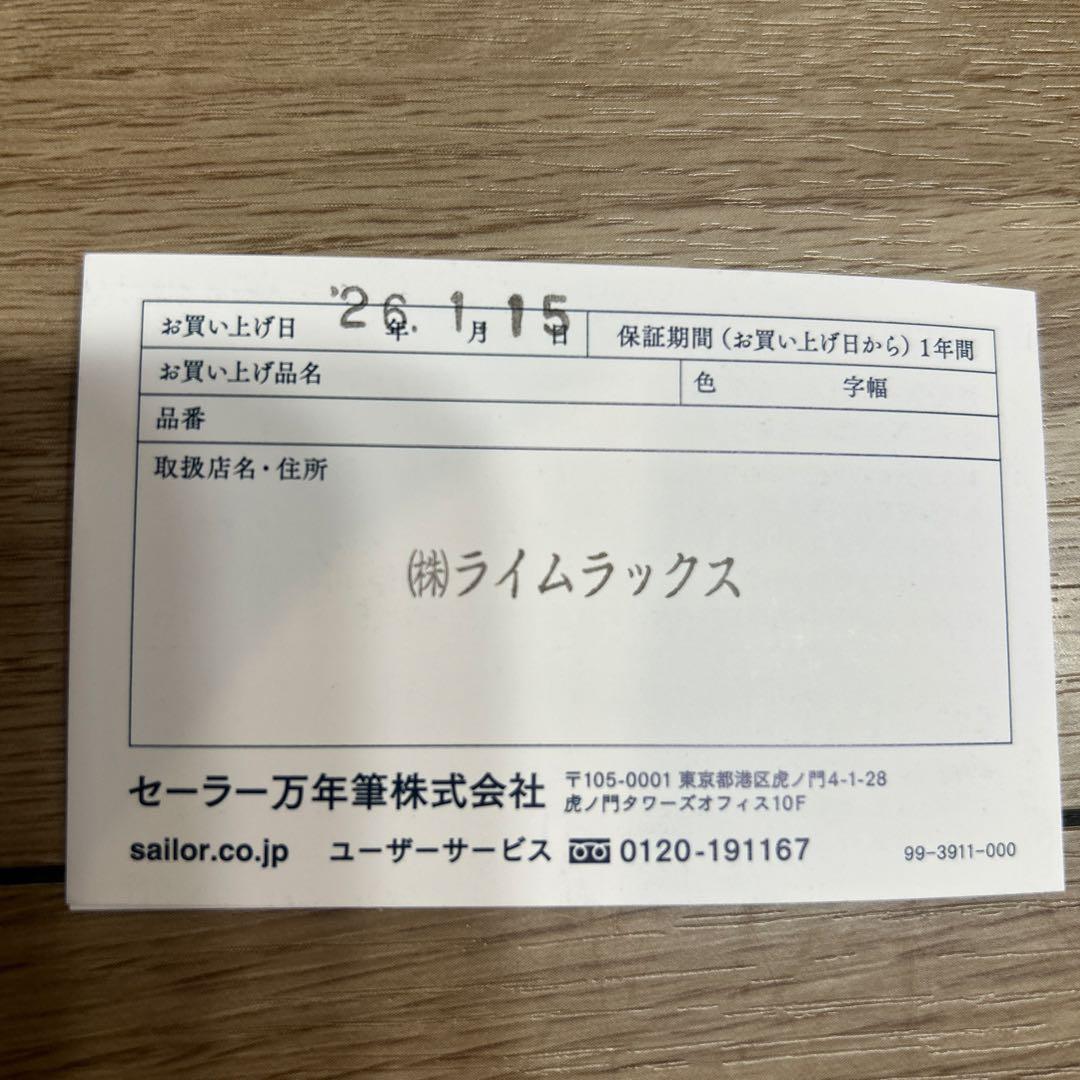 お買い上げ日 '26年. 1月 15日 保証期間（お買い上げ日から）1年間
お買い上げ品名 色 字幅
品番
取扱店名・住所
㈱ライムラックス
セーラー万年筆株式会社 〒105-0001 東京都港区虎ノ門4-1-28
虎ノ門タワーズオフィス10F
sailor.co.jp ユーザーサービス 0120-191167 99-3911-000